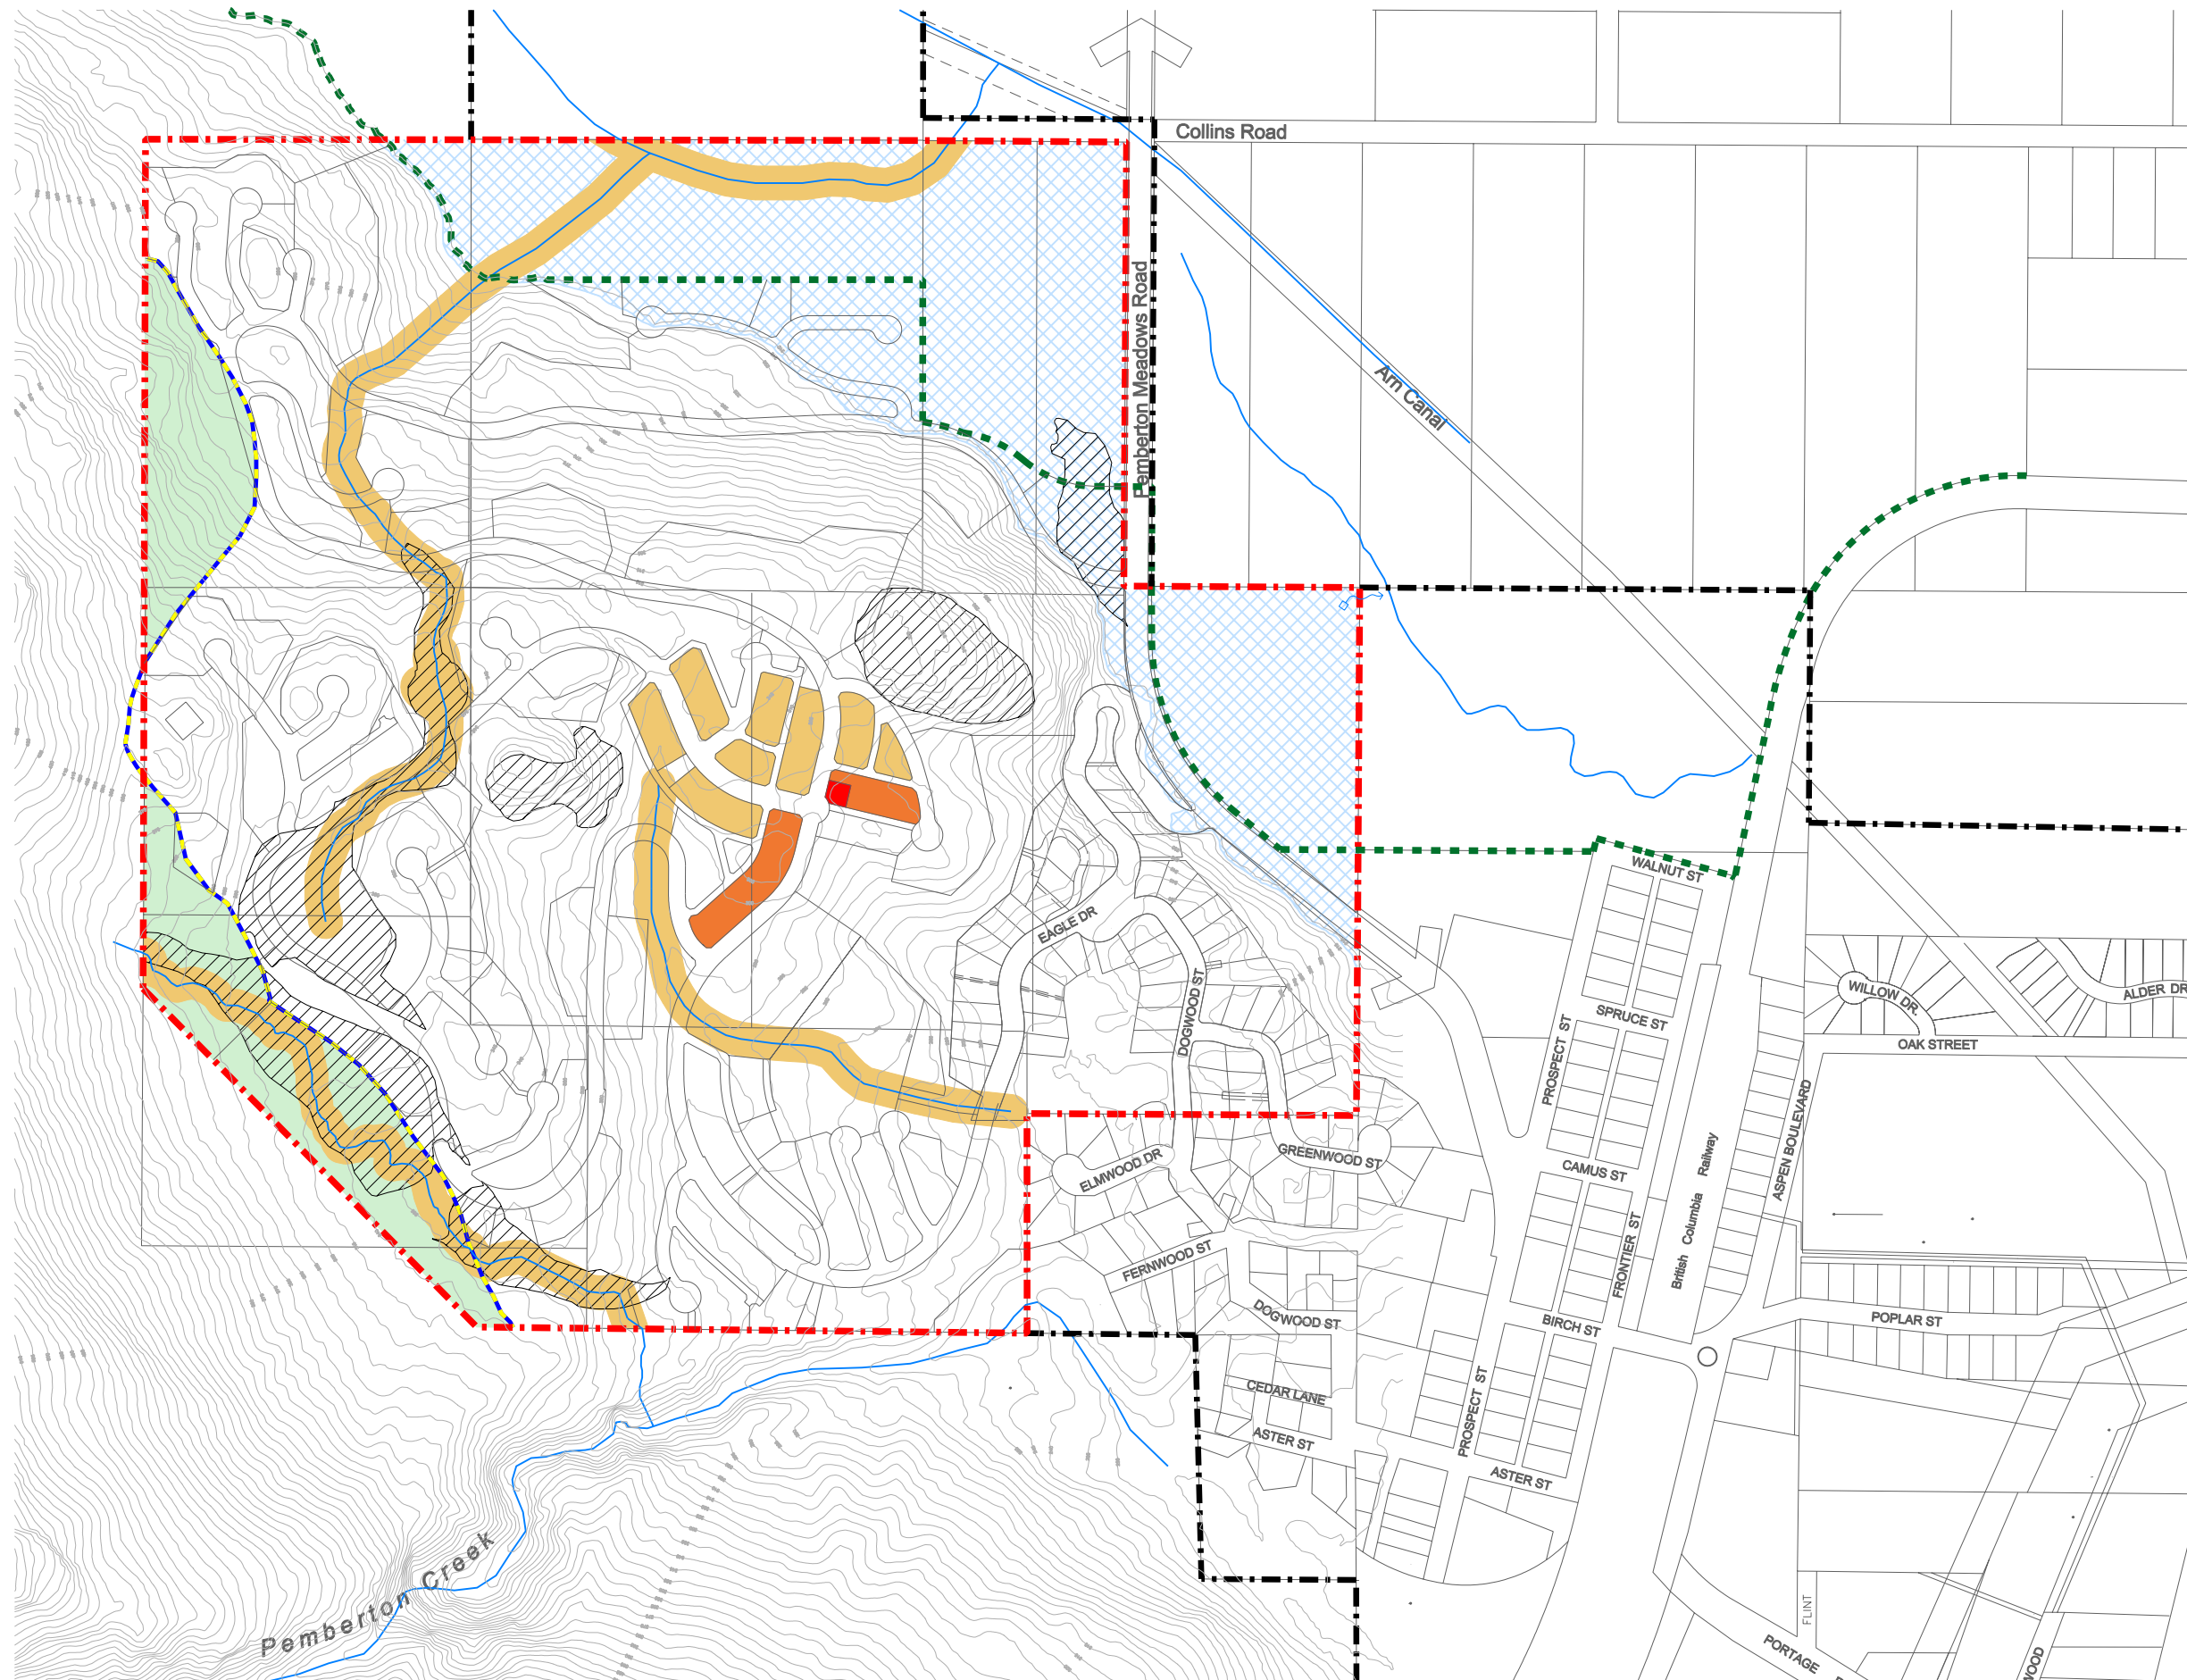 Collins Road
Pemberton Meadows Road
Arn Canal
WALNUT ST
EAGLE DR
DOGWOOD ST
WILLOW DR.
ALDER DR
SPRUCE ST
PROSPECT ST
OAK STREET
ASPEN BOULEVARD
British Columbia Railway
GREENWOOD ST
ELMWOOD DR
CAMUS ST
FRONTIER ST
FERNWOOD ST
DOGWOOD ST
BIRCH ST
POPLAR ST
CEDAR LANE
PROSPECT ST
ASTER ST
ASTER ST
Pemberton Creek
FLINT
PORTAGE
WOOD